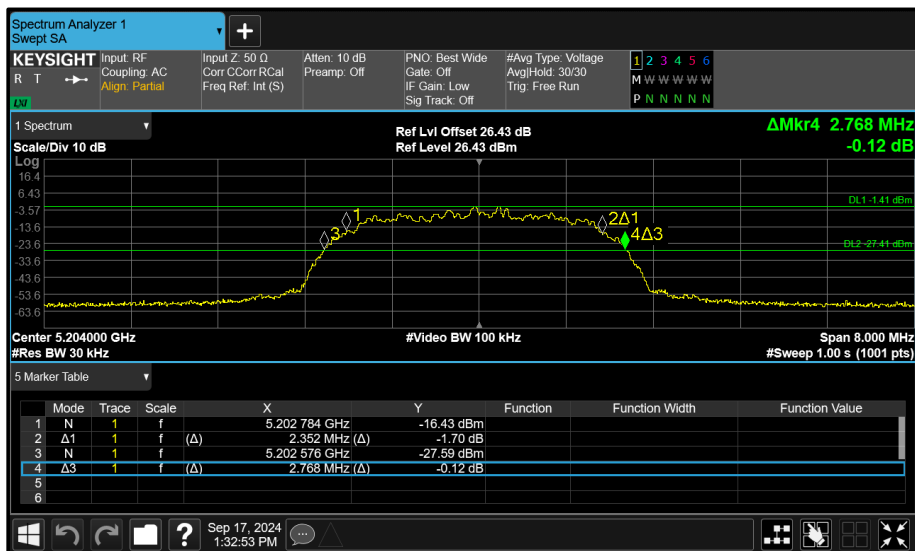 Spectrum Analyzer 1
Swept SA
KEYSIGHT
R T
LXI
Input: RF
Coupling: AC
Align: Partial
Input Z: 50 Ω
Corr CCorr RCal
Freq Ref: Int (S)
Atten: 10 dB
Preamp: Off
PNO: Best Wide
Gate: Off
IF Gain: Low
Sig Track: Off
#Avg Type: Voltage
Avg|Hold: 30/30
Trig: Free Run
1 2 3 4 5 6
M W W W W W
P N N N N N
1 Spectrum
Scale/Div 10 dB
Ref Lvl Offset 26.43 dB
Ref Level 26.43 dBm
ΔMkr4 2.768 MHz
-0.12 dB
Log
16.4
6.43
-3.57
-13.6
-23.6
-33.6
-43.6
-53.6
-63.6
DL1 -1.41 dBm
1
2Δ1
3
4Δ3
DL2 -27.41 dBm
Center 5.204000 GHz
#Video BW 100 kHz
Span 8.000 MHz
#Res BW 30 kHz
#Sweep 1.00 s (1001 pts)
5 Marker Table
Mode Trace Scale X Y Function Function Width Function Value
1 N 1 f 5.202 784 GHz -16.43 dBm
2 Δ1 1 f (Δ) 2.352 MHz (Δ) -1.70 dB
3 N 1 f 5.202 576 GHz -27.59 dBm
4 Δ3 1 f (Δ) 2.768 MHz (Δ) -0.12 dB
5
6
?
Sep 17, 2024
1:32:53 PM